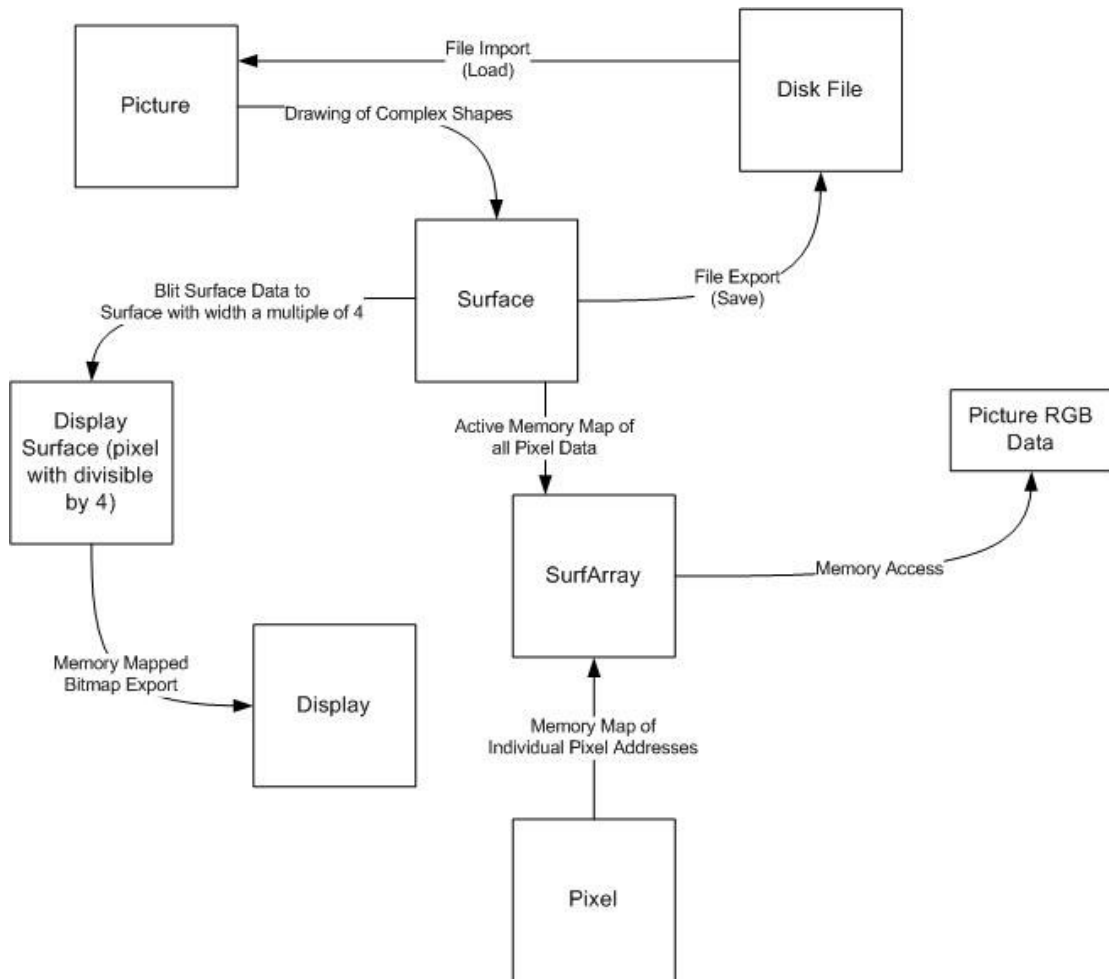 File Import
(Load)
Picture
Disk File
Drawing of Complex Shapes
Surface
File Export
(Save)
Blit Surface Data to
Surface with width a multiple of 4
Display
Surface (pixel
with divisible
by 4)
Active Memory Map of
all Pixel Data
Picture RGB
Data
SurfArray
Memory Access
Memory Mapped
Bitmap Export
Display
Memory Map of
Individual Pixel Addresses
Pixel